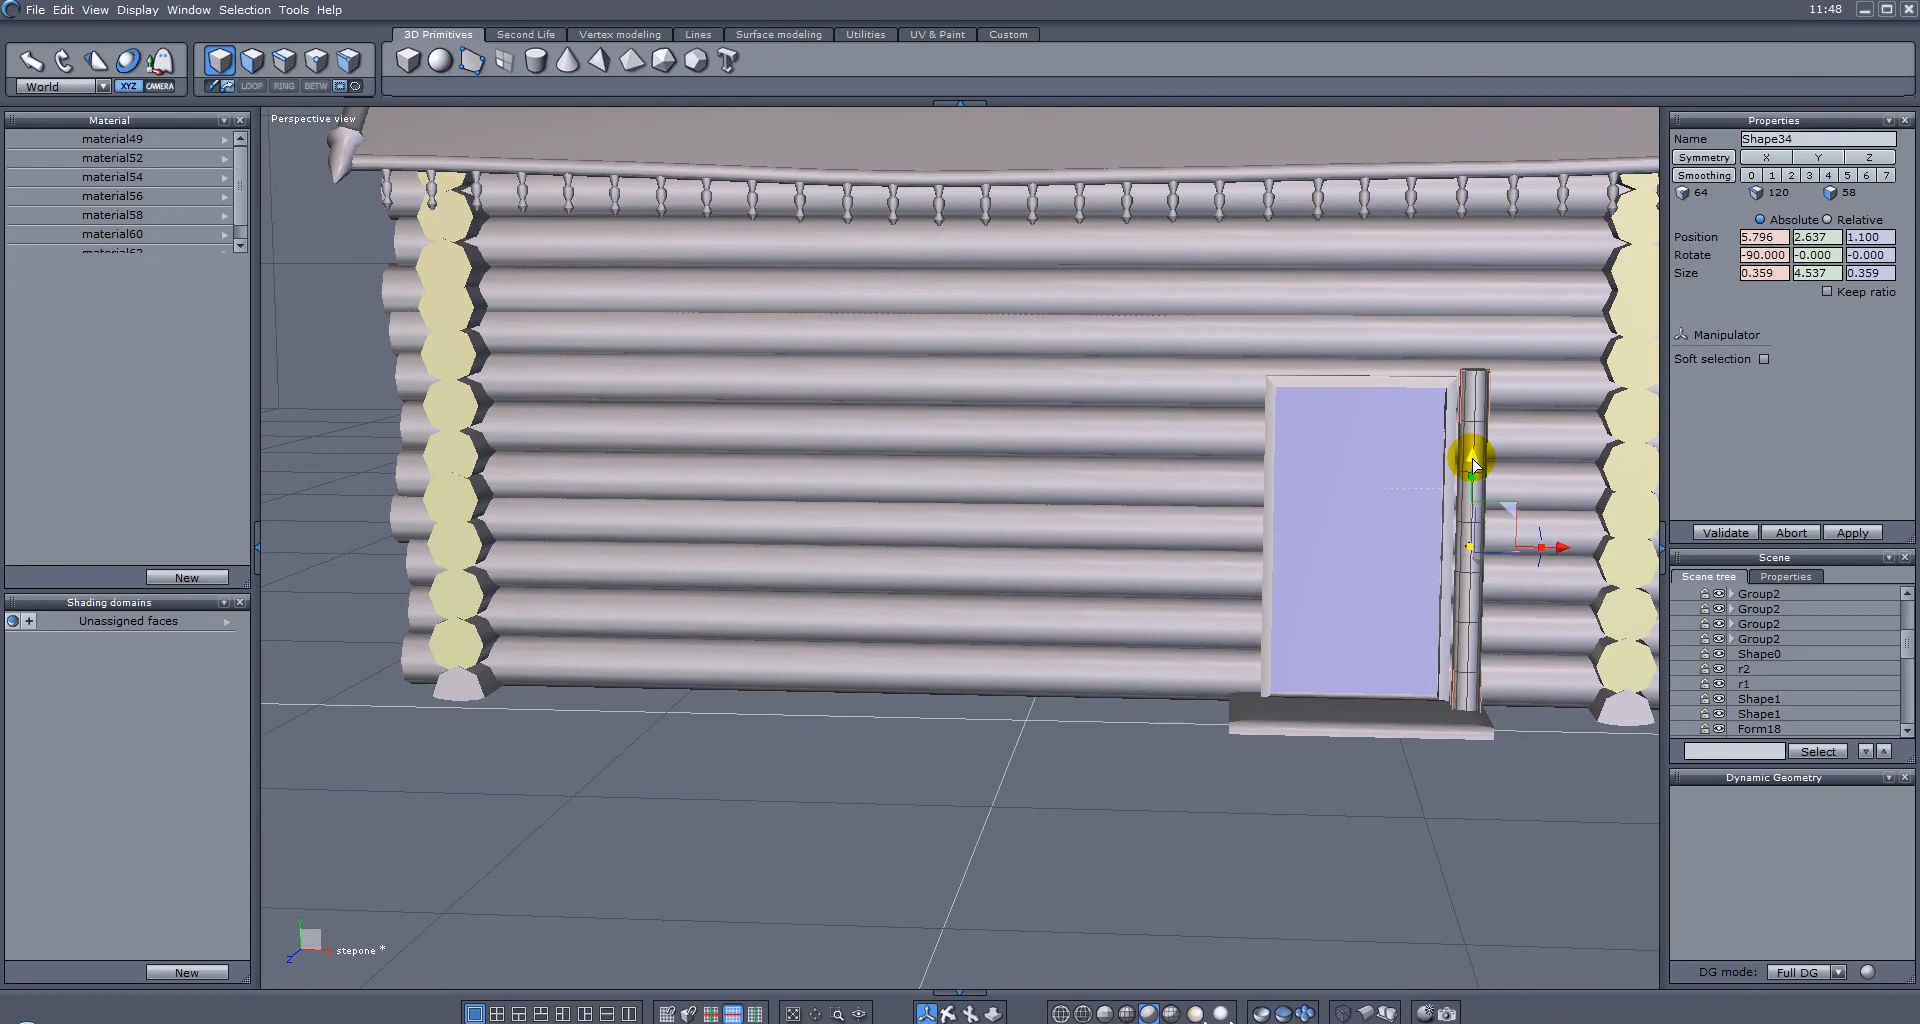 File Edit View Display Window Selection Tools Help
11:48
3D Primitives Second Life Vertex modeling Lines Surface modeling Utilities UV & Paint Custom
World XYZ CAMERA LOOP RING BETW
Material
material49
material52
material54
material56
material58
material60
material62
New
Shading domains
Unassigned faces
New
Perspective view
Y
X
Z
stepone *
Properties
Name Shape34
Symmetry X Y Z
Smoothing 0 1 2 3 4 5 6 7
64 120 58
Absolute Relative
Position 5.796 2.637 1.100
Rotate -90.000 -0.000 -0.000
Size 0.359 4.537 0.359
Keep ratio
Manipulator
Soft selection
Validate Abort Apply
Scene
Scene tree Properties
Group2
Group2
Group2
Group2
Shape0
r2
r1
Shape1
Shape1
Form18
Select
Dynamic Geometry
DG mode: Full DG